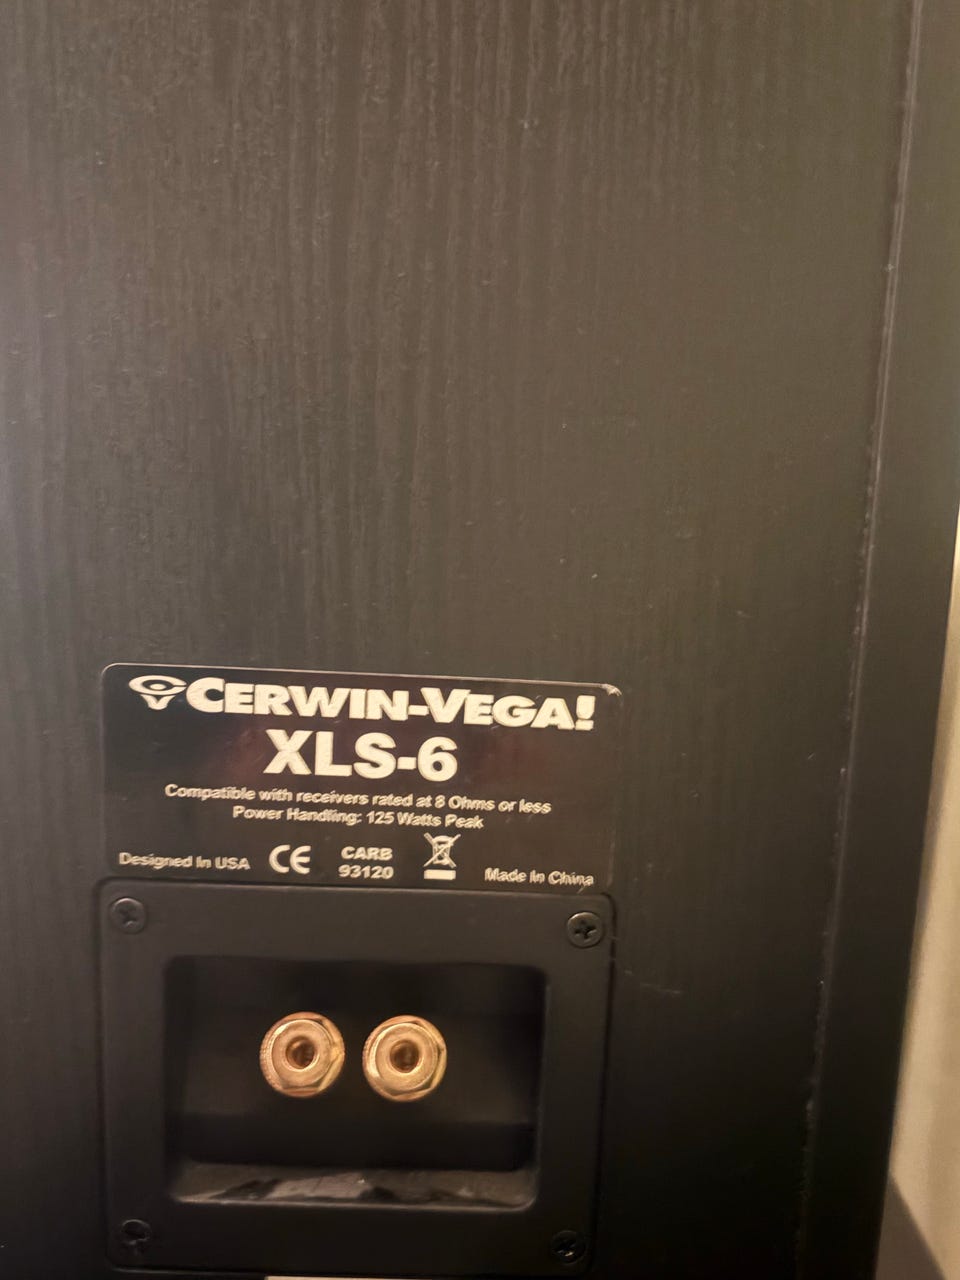 CERWIN-VEGA!
XLS-6
Compatible with receivers rated at 8 Ohms or less
Power Handling: 125 Watts Peak
Designed In USA CE CARB 93120 Made In China